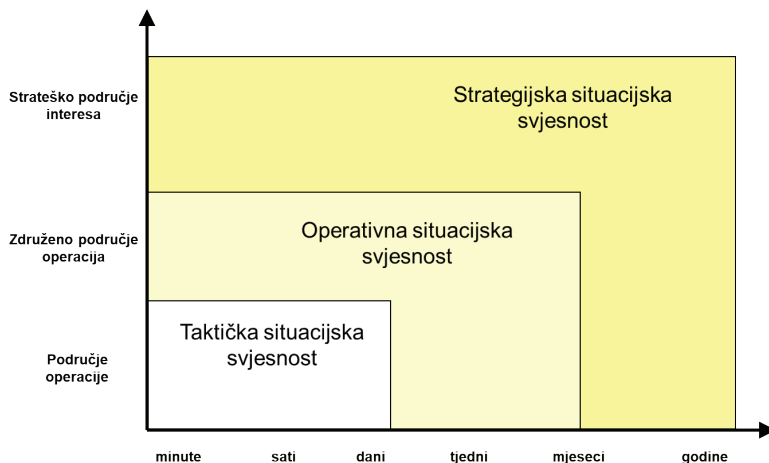 Strateško područje
interesa
Strategijska situacijska
svjesnost
Združeno područje
operacija
Operativna situacijska
svjesnost
Područje
operacije
Taktička situacijska
svjesnost
minute sati dani tjedni mjeseci godine